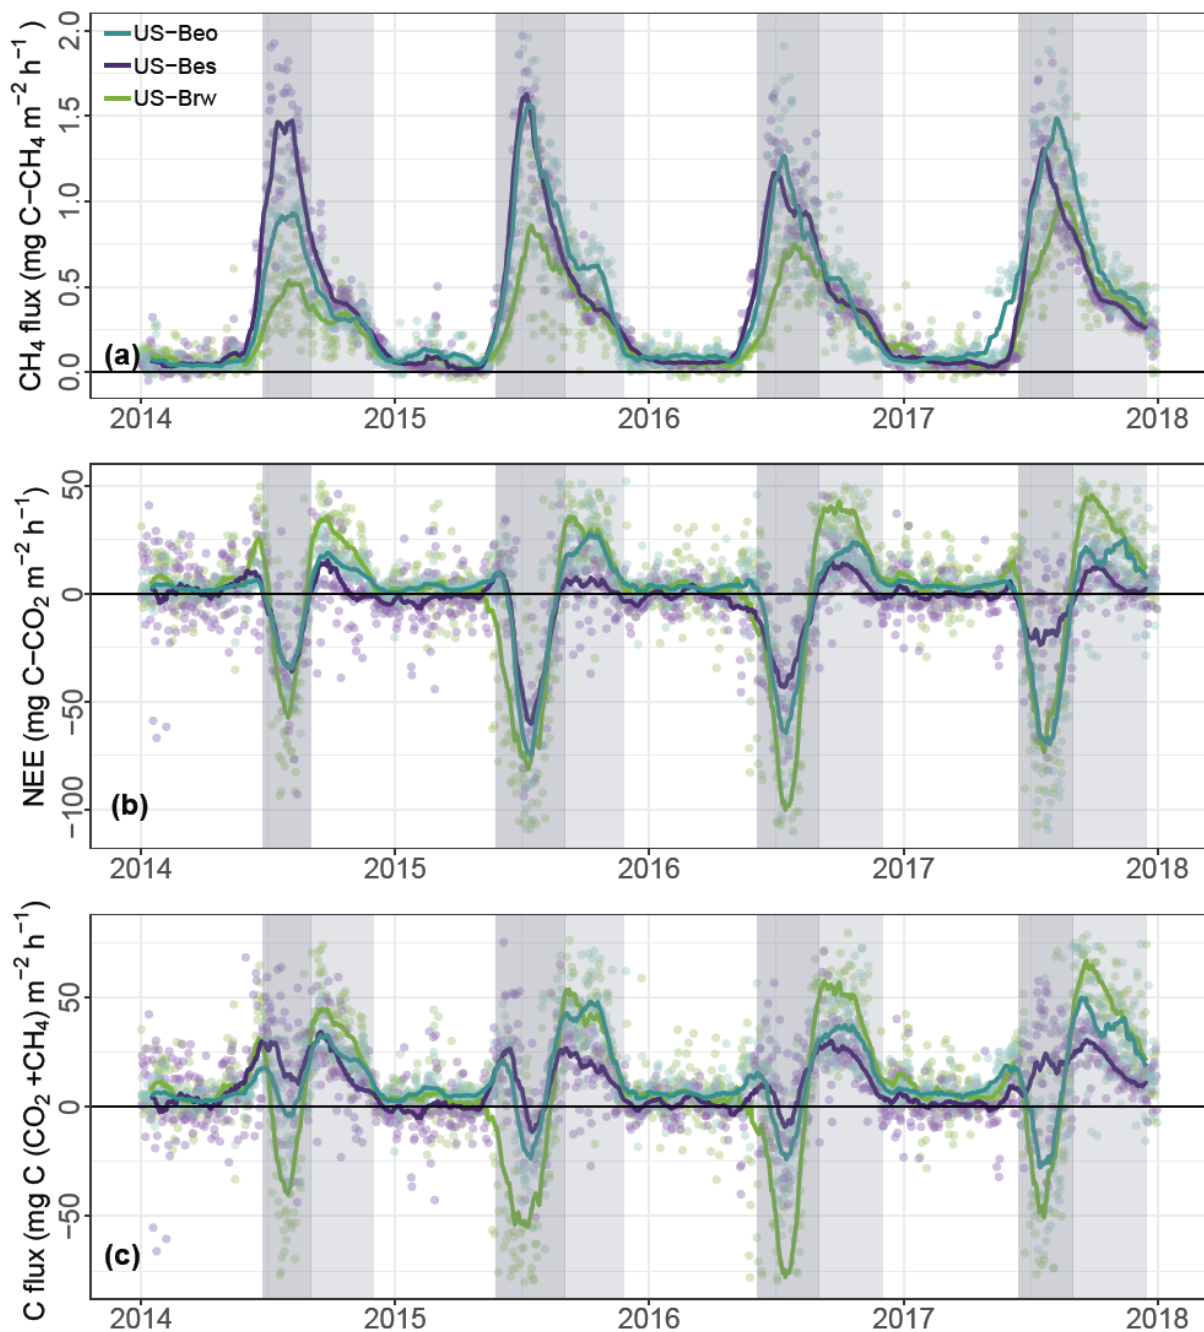 2.0
1.5
1.0
0.5
0.0
CH₄ flux (mg C−CH₄ m⁻² h⁻¹)
US−Beo
US−Bes
US−Brw
(a)
2014 2015 2016 2017 2018
50
0
−50
−100
NEE (mg C−CO₂ m⁻² h⁻¹)
(b)
2014 2015 2016 2017 2018
50
0
−50
C flux (mg C (CO₂ +CH₄) m⁻² h⁻¹)
(c)
2014 2015 2016 2017 2018